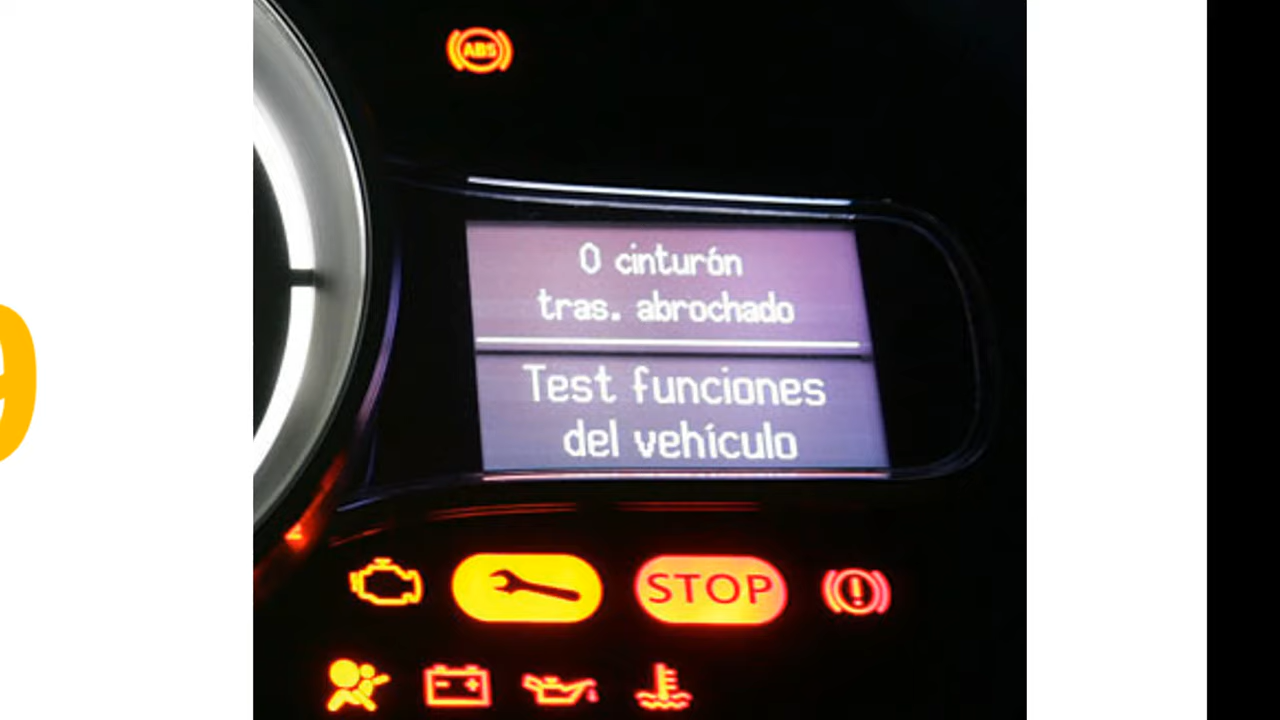 ABS
0 cinturón
tras. abrochado
Test funciones
del vehículo
STOP